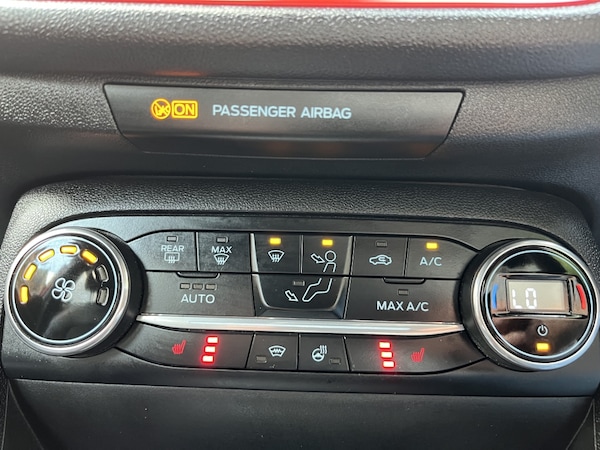 ON PASSENGER AIRBAG
REAR MAX A/C
AUTO MAX A/C
LO